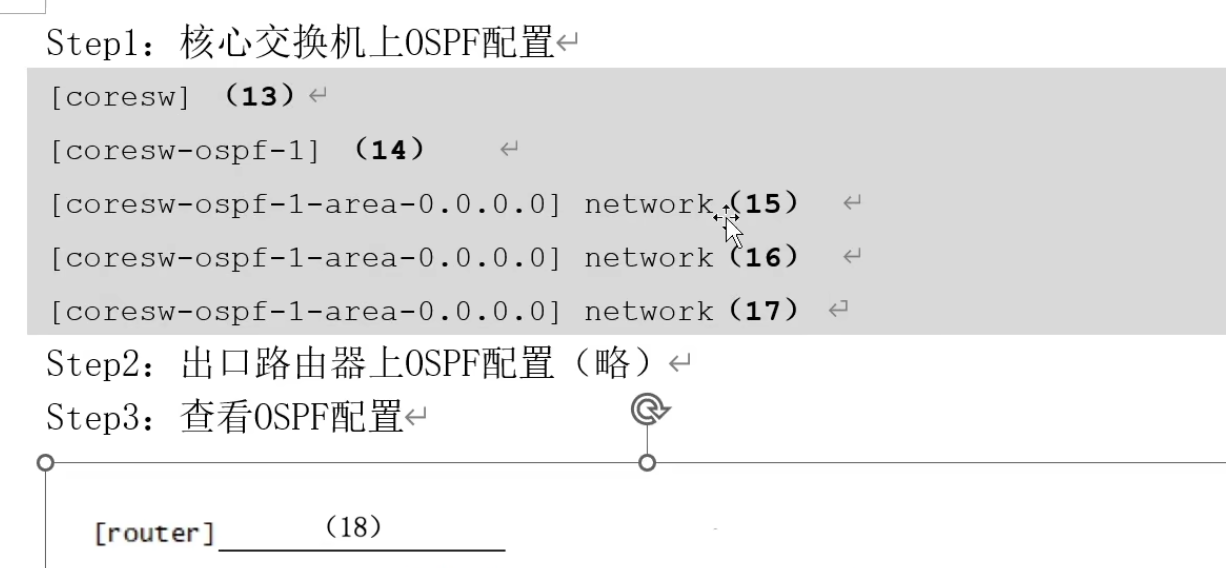 Step1：核心交换机上OSPF配置↵
[coresw] （13）↵
[coresw-ospf-1] （14） ↵
[coresw-ospf-1-area-0.0.0.0] network（15） ↵
[coresw-ospf-1-area-0.0.0.0] network（16） ↵
[coresw-ospf-1-area-0.0.0.0] network（17） ↵
Step2：出口路由器上OSPF配置（略）↵
Step3：查看OSPF配置↵
[router]（18）